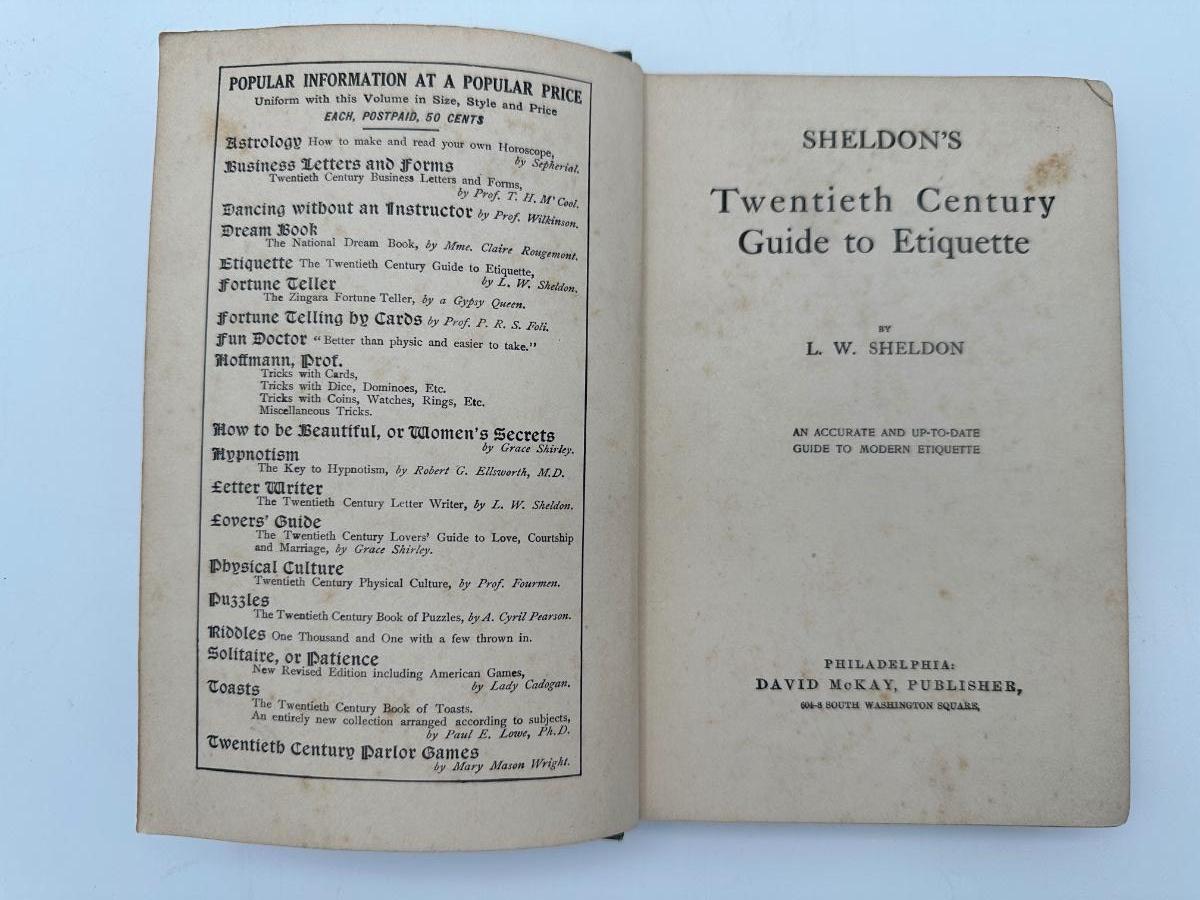 POPULAR INFORMATION AT A POPULAR PRICE
Uniform with this Volume in Size, Style and Price
EACH, POSTPAID, 50 CENTS
Astrology How to make and read your own Horoscope,
by Sepherial.
Business Letters and Forms
Twentieth Century Business Letters and Forms,
by Prof. T. H. M'Cool.
Dancing without an Instructor by Prof. Wilkinson.
Dream Book
The National Dream Book, by Mme. Claire Rougemont.
Etiquette The Twentieth Century Guide to Etiquette,
by L. W. Sheldon.
Fortune Teller
The Zingara Fortune Teller, by a Gypsy Queen.
Fortune Telling by Cards by Prof. P. R. S. Foli.
Fun Doctor "Better than physic and easier to take."
Hoffmann, Prof.
Tricks with Cards,
Tricks with Dice, Dominoes, Etc.
Tricks with Coins, Watches, Rings, Etc.
Miscellaneous Tricks.
How to be Beautiful, or Women's Secrets
by Grace Shirley.
Hypnotism
The Key to Hypnotism, by Robert G. Ellsworth, M.D.
Letter Writer
The Twentieth Century Letter Writer, by L. W. Sheldon.
Lovers' Guide
The Twentieth Century Lovers' Guide to Love, Courtship
and Marriage, by Grace Shirley.
Physical Culture
Twentieth Century Physical Culture, by Prof. Fourmen.
Puzzles
The Twentieth Century Book of Puzzles, by A. Cyril Pearson.
Riddles One Thousand and One with a few thrown in.
Solitaire, or Patience
New Revised Edition including American Games,
by Lady Cadogan.
Toasts
The Twentieth Century Book of Toasts.
An entirely new collection arranged according to subjects,
by Paul E. Lowe, Ph.D.
Twentieth Century Parlor Games
by Mary Mason Wright.
SHELDON'S
Twentieth Century
Guide to Etiquette
BY
L. W. SHELDON
AN ACCURATE AND UP-TO-DATE
GUIDE TO MODERN ETIQUETTE
PHILADELPHIA:
DAVID McKAY, PUBLISHER,
604-8 SOUTH WASHINGTON SQUARE,